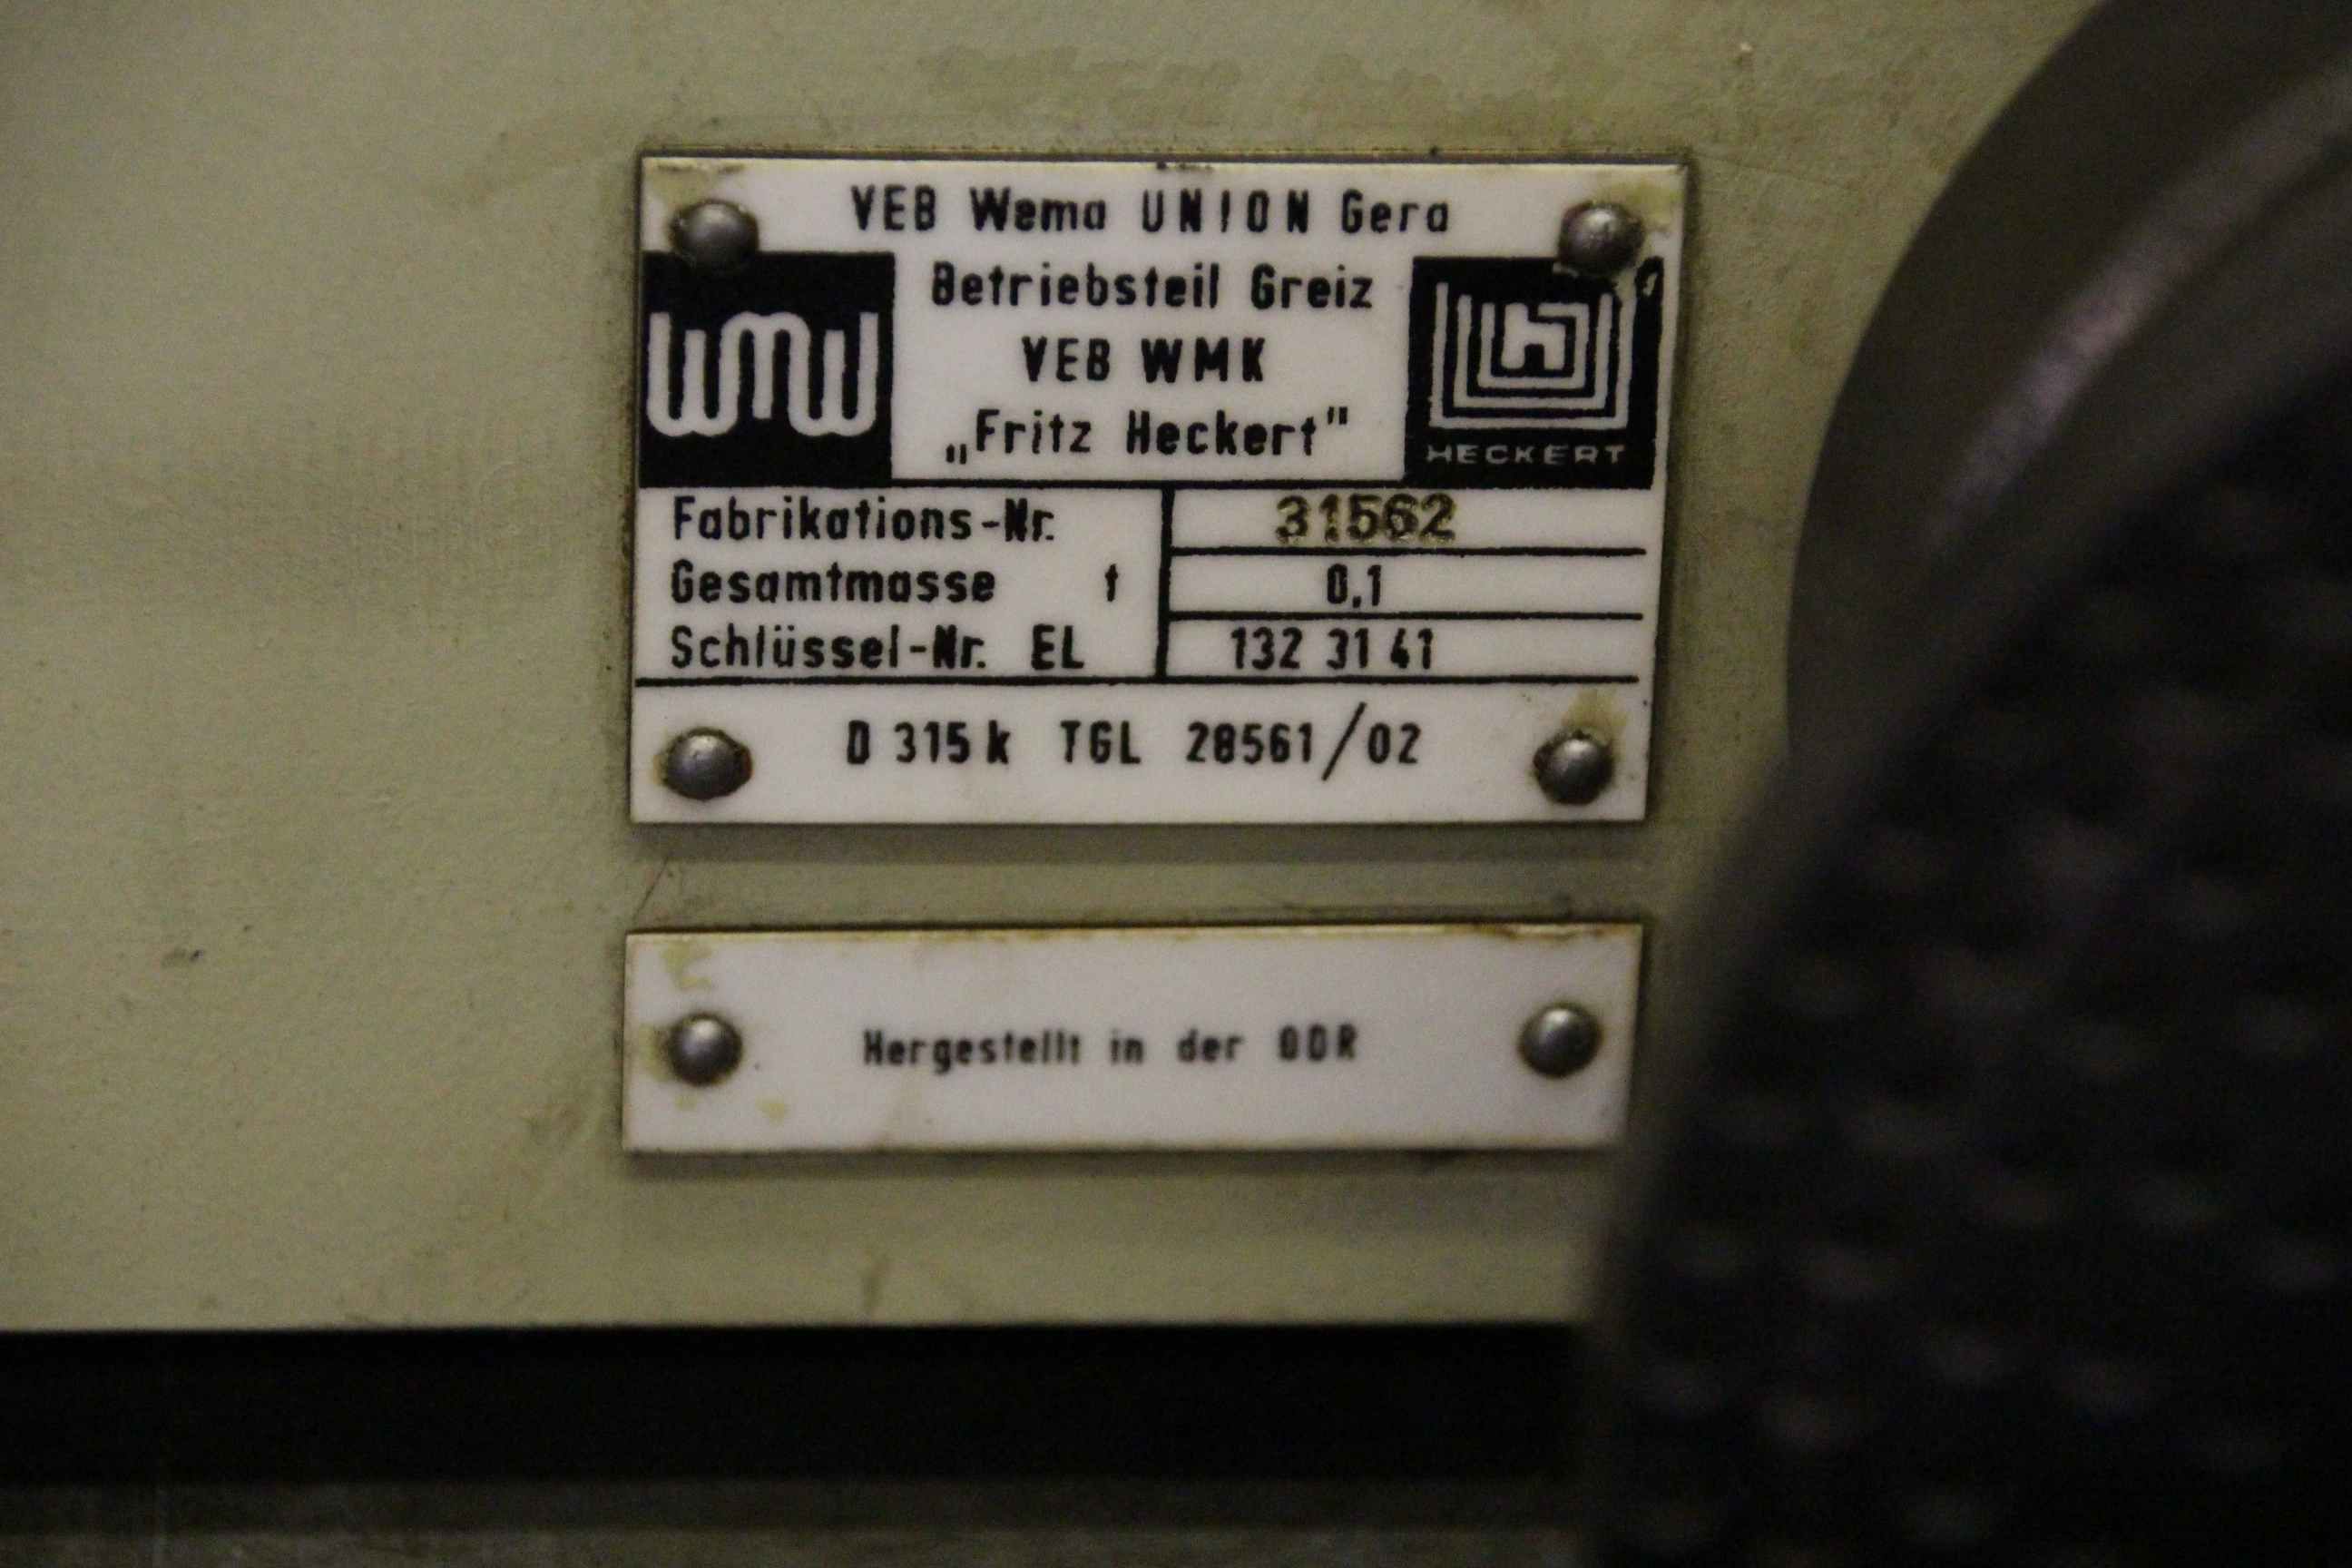 VEB Wema UNION Gera
wmw
Betriebsteil Greiz
VEB WMK
„Fritz Heckert"
HECKERT
Fabrikations-Nr. 31562
Gesamtmasse t 0,1
Schlüssel-Nr. EL 132 31 41
D 315 k TGL 28561/02
Hergestellt in der DDR